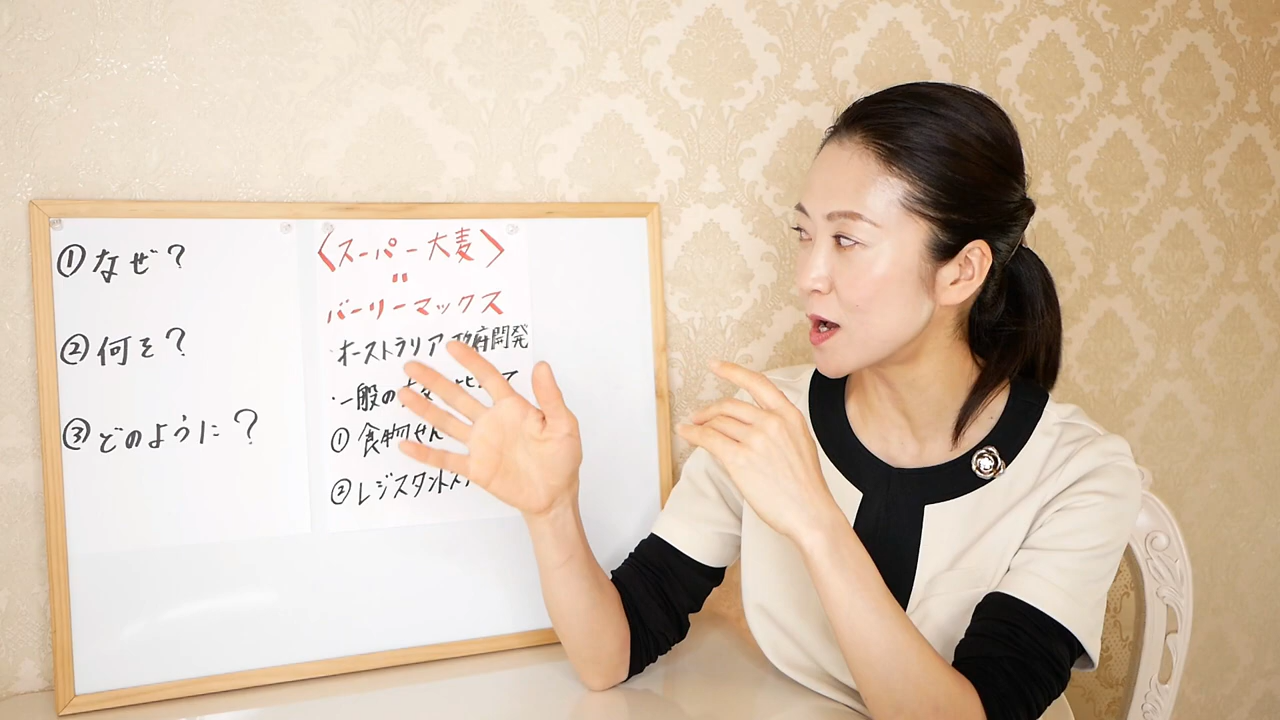 ①なぜ?
②何を?
③どのように?
〈スーパー大麦〉
=
バーリーマックス
・オーストラリア政府開発
・一般の
①食物せん
②レジスタント